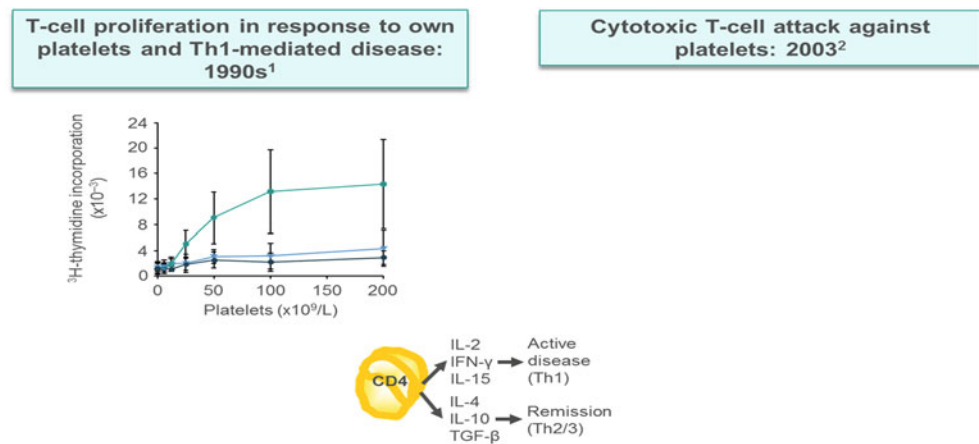 T-cell proliferation in response to own
platelets and Th1-mediated disease:
1990s¹
Cytotoxic T-cell attack against
platelets: 2003²
³H-thymidine incorporation
(x10⁻³)
24
20
16
12
8
4
0
0
50
100
150
200
Platelets (x10⁹/L)
CD4
IL-2
IFN-γ
IL-15
Active
disease
(Th1)
IL-4
IL-10
TGF-β
Remission
(Th2/3)